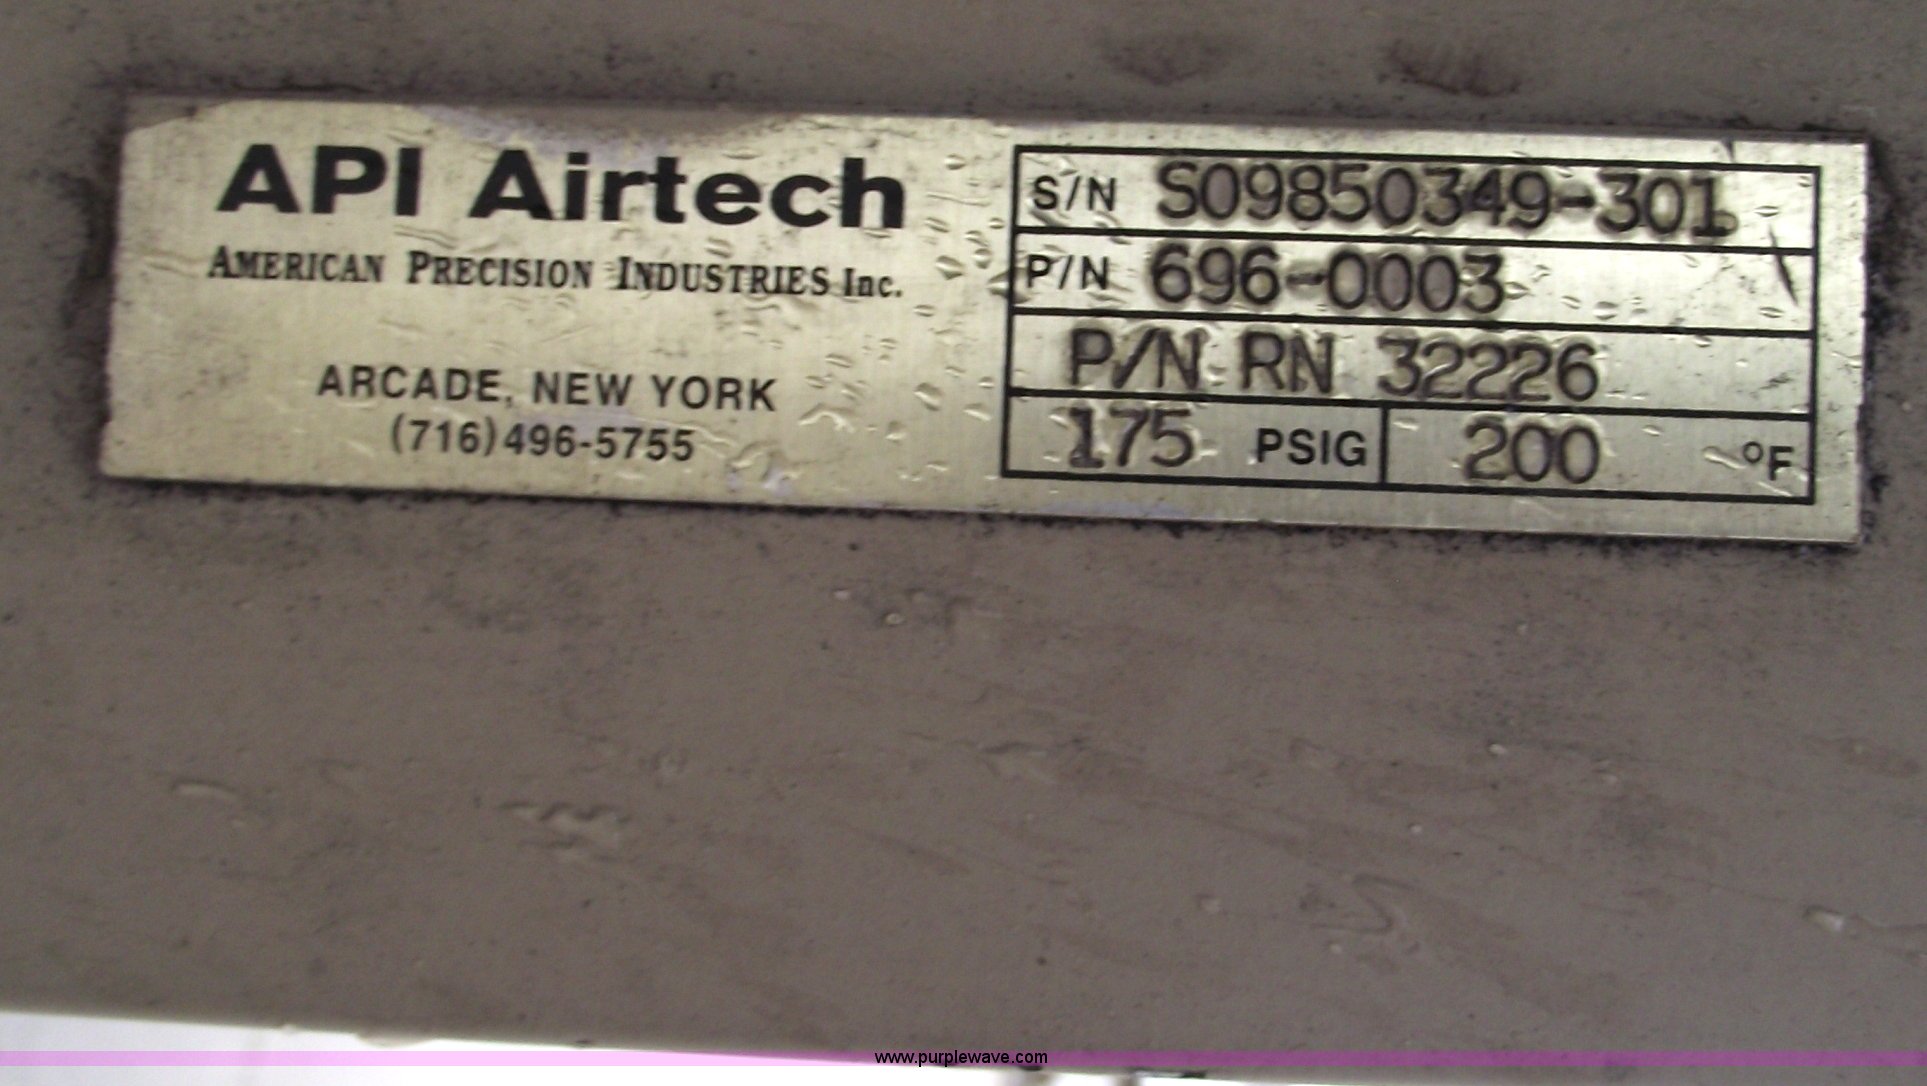 API Airtech
AMERICAN PRECISION INDUSTRIES Inc.
ARCADE, NEW YORK
(716)496-5755
S/N S09850349-301
P/N 696-0003
P/N RN 32226
175 PSIG 200 °F
www.purplewave.com